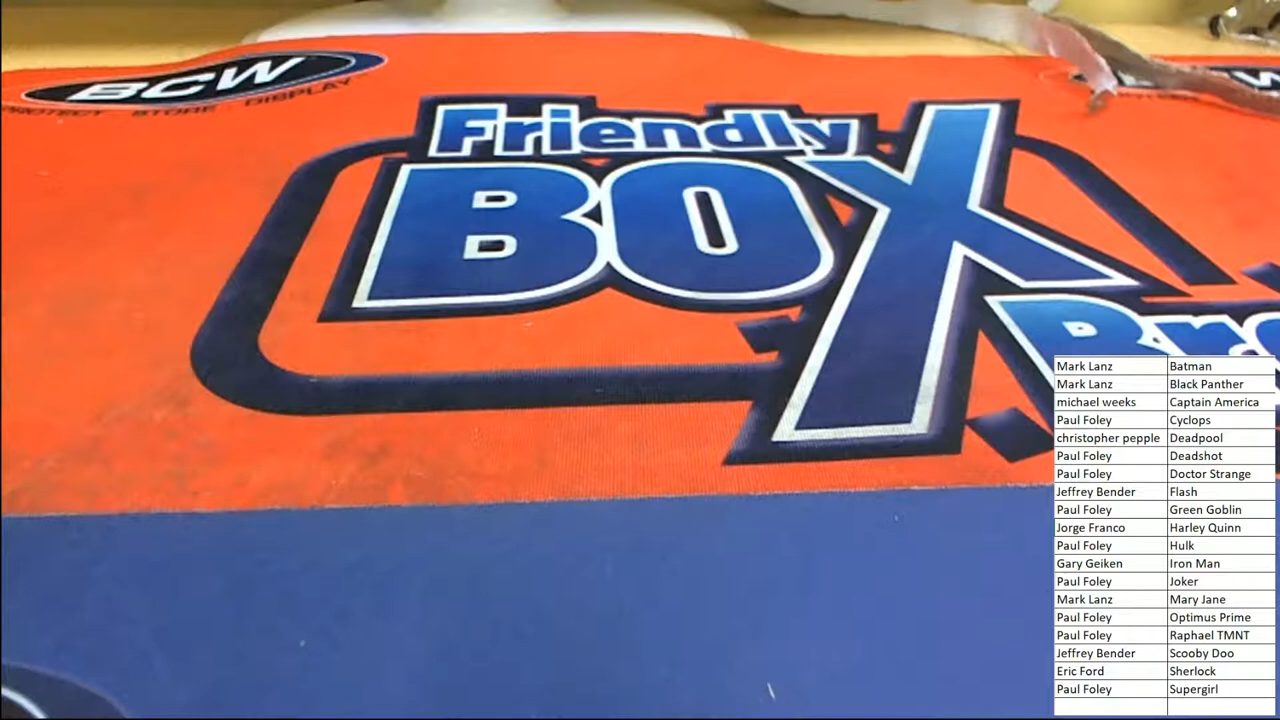 BCW
PROTECT STORE DISPLAY
Friendly
BOX
Mark Lanz Batman
Mark Lanz Black Panther
michael weeks Captain America
Paul Foley Cyclops
christopher pepple Deadpool
Paul Foley Deadshot
Paul Foley Doctor Strange
Jeffrey Bender Flash
Paul Foley Green Goblin
Jorge Franco Harley Quinn
Paul Foley Hulk
Gary Geiken Iron Man
Paul Foley Joker
Mark Lanz Mary Jane
Paul Foley Optimus Prime
Paul Foley Raphael TMNT
Jeffrey Bender Scooby Doo
Eric Ford Sherlock
Paul Foley Supergirl